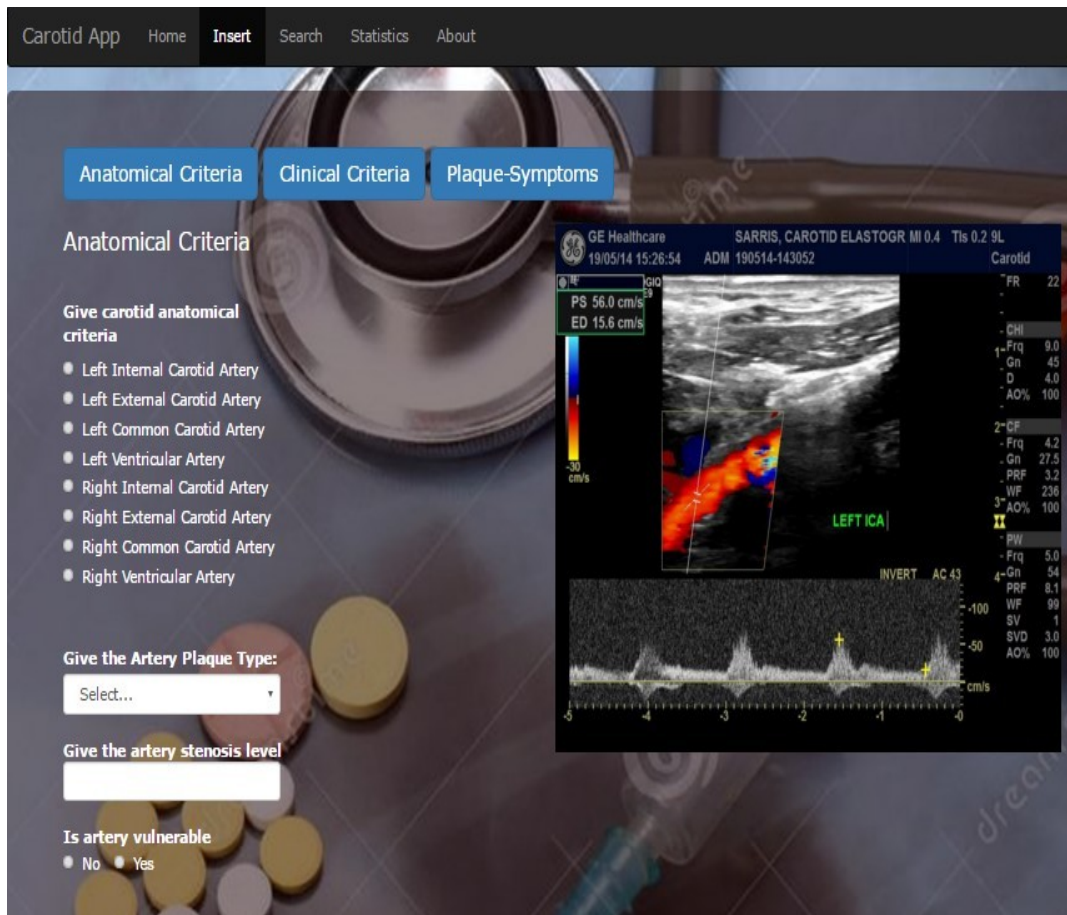 Carotid App Home Insert Search Statistics About
Anatomical Criteria Clinical Criteria Plaque-Symptoms
Anatomical Criteria
Give carotid anatomical
criteria
Left Internal Carotid Artery
Left External Carotid Artery
Left Common Carotid Artery
Left Ventricular Artery
Right Internal Carotid Artery
Right External Carotid Artery
Right Common Carotid Artery
Right Ventricular Artery
Give the Artery Plaque Type:
Select...
Give the artery stenosis level
Is artery vulnerable
No Yes
GE Healthcare SARRIS, CAROTID ELASTOGR MI 0.4 TIs 0.2 9L
19/05/14 15:26:54 ADM 190514-143052 Carotid
PS 56.0 cm/s
ED 15.6 cm/s
-30
cm/s
LEFT ICA
INVERT AC 43
FR 22
CHI
1 Frq 9.0
Gn 45
D 4.0
AO% 100
2 CF
Frq 4.2
Gn 27.5
PRF 3.2
WF 236
3 AO% 100
PW
Frq 5.0
4 Gn 54
PRF 8.1
WF 99
SV 1
SVD 3.0
AO% 100
-100
-50
cm/s
-5 -4 -3 -2 -1 -0